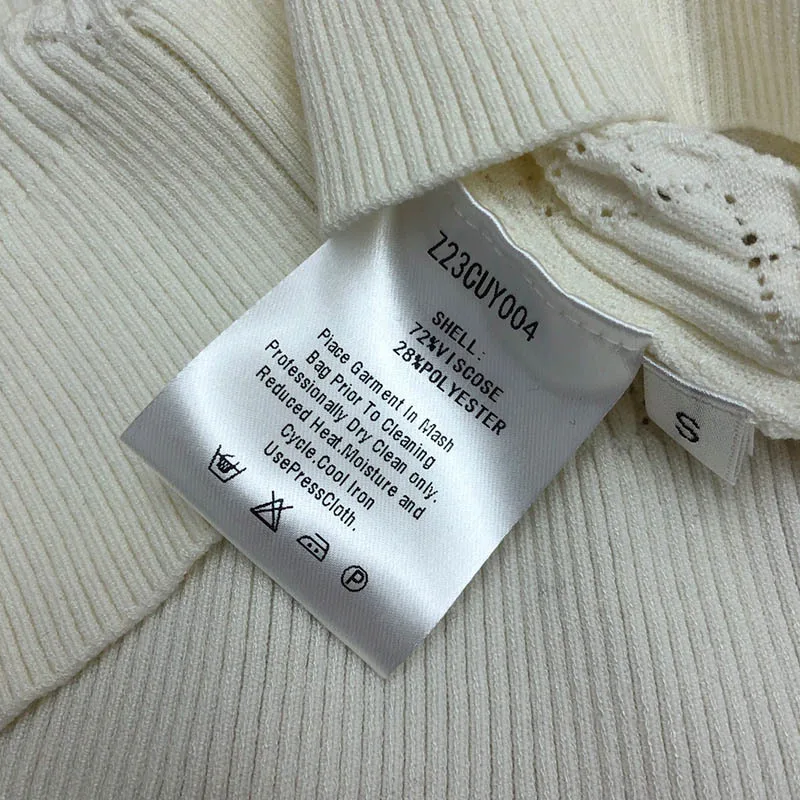 Z23CUY004
SHELL:
72%VISCOSE
28%POLYESTER
Place Garment In Mash
Bag Prior To Cleaning
Professionally Dry Clean only.
Reduced Heat.Moisture and
Cycle.Cool Iron
UsePressCloth.
P
S